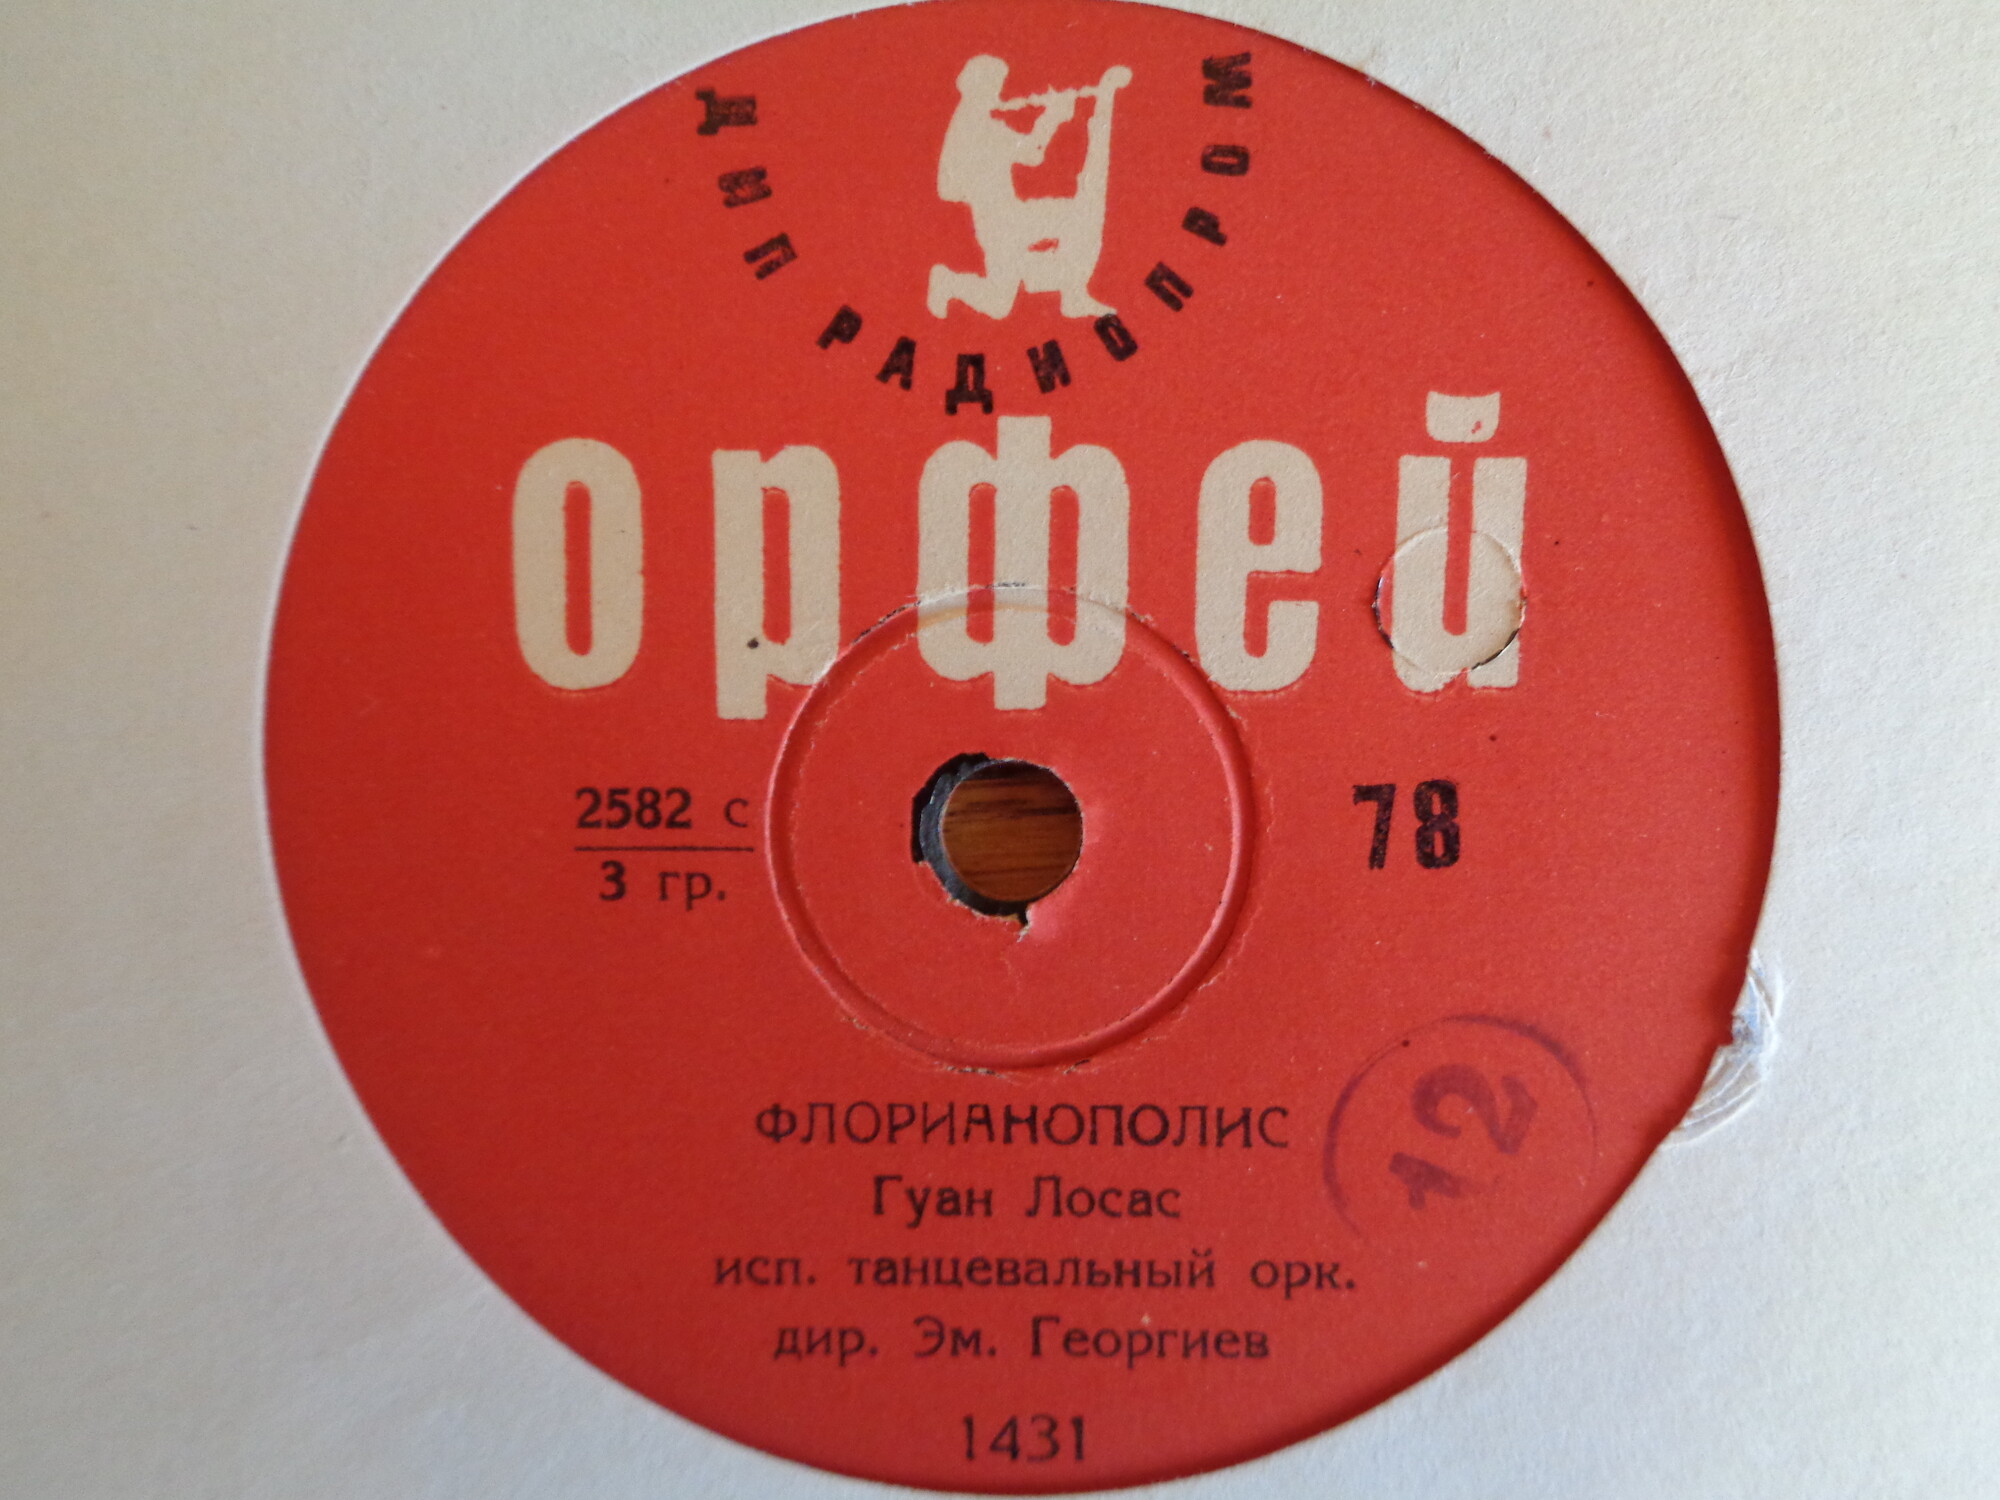 ДИП РАДИОПРОМ
орфей
2582 с
3 гр.
78
ФЛОРИАНОПОЛИС
Гуан Лосас
исп. танцевальный орк.
дир. Эм. Георгиев
12
1431